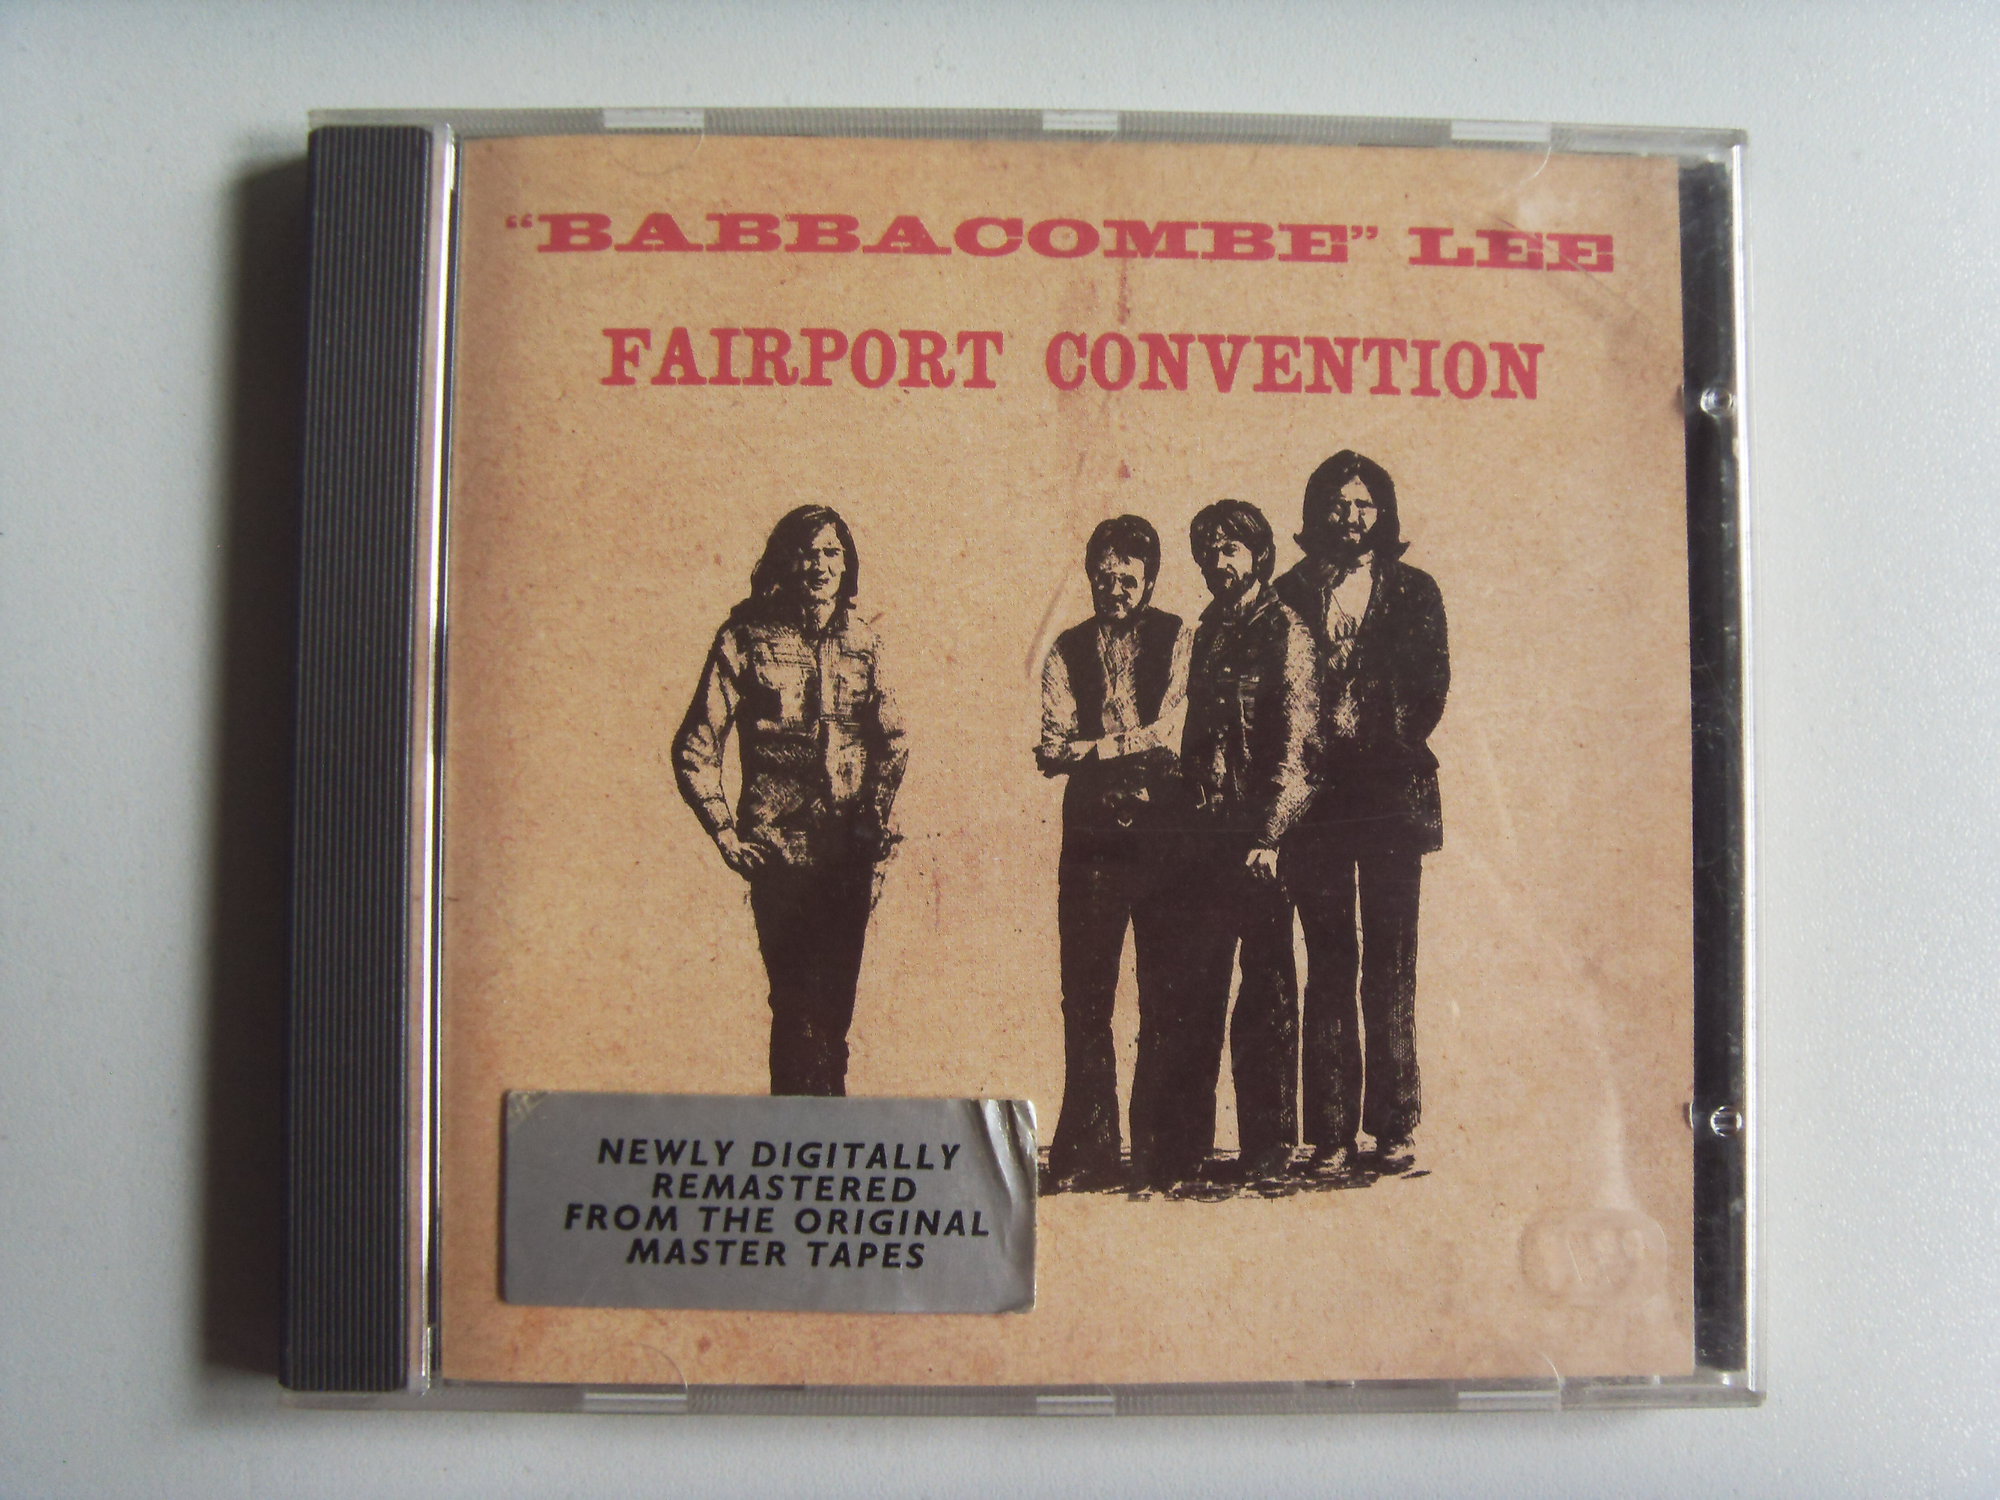 “BABBACOMBE” LEE
FAIRPORT CONVENTION
NEWLY DIGITALLY
REMASTERED
FROM THE ORIGINAL
MASTER TAPES